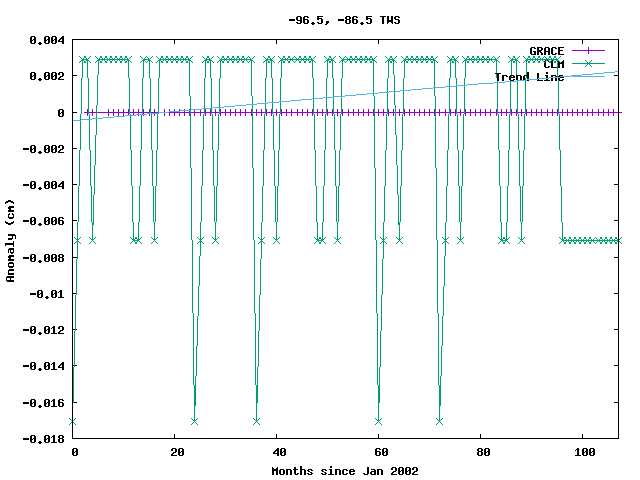 -96.5, -86.5 TWS
GRACE
CLM
Trend Line
0.004
0.002
0
-0.002
-0.004
-0.006
-0.008
-0.01
-0.012
-0.014
-0.016
-0.018
Anomaly (cm)
0 20 40 60 80 100
Months since Jan 2002